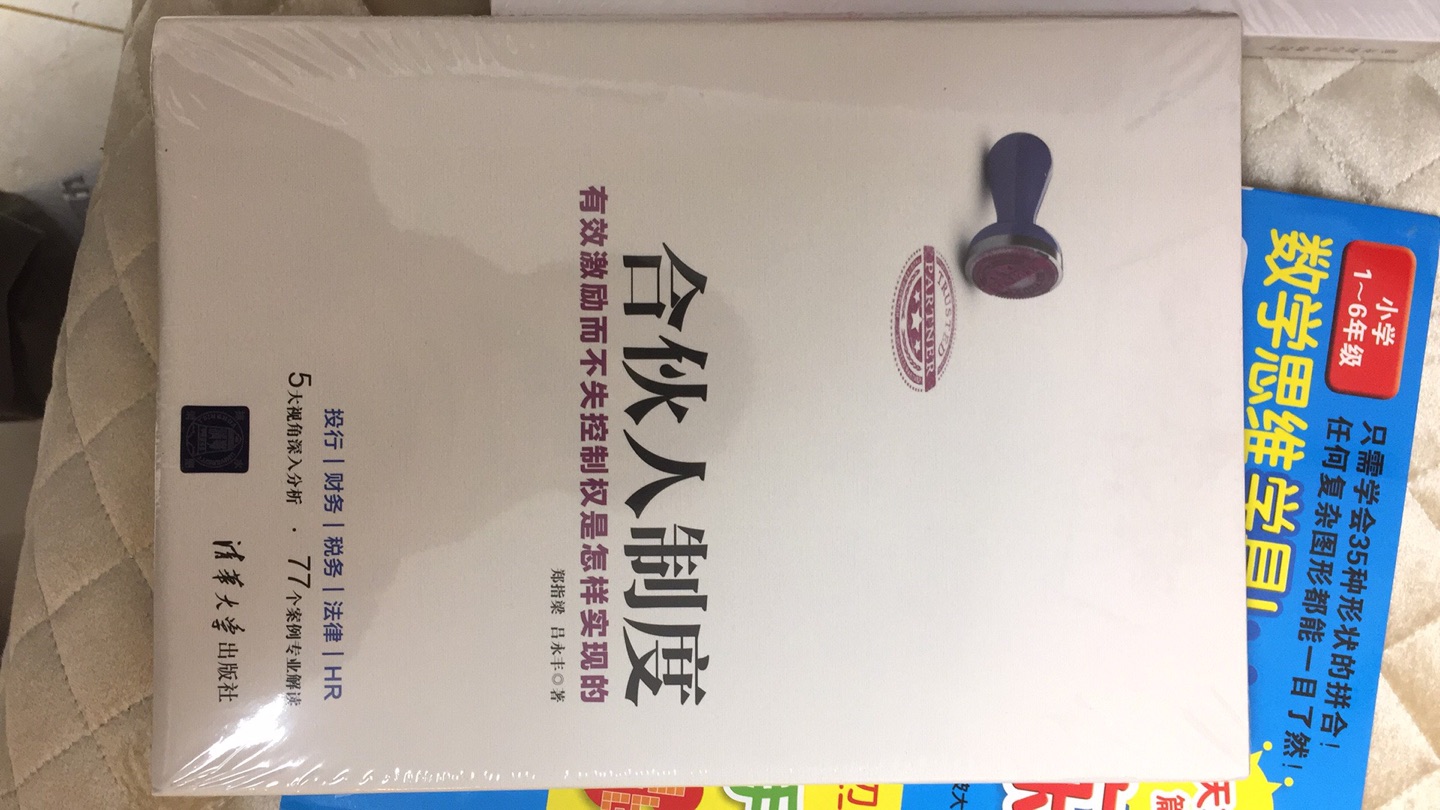 TRUSTED
PARTNER
合伙人制度
有效激励而不失控制权是怎样实现的
郑指梁 吕永丰◎著
投行|财务|税务|法律|HR
5大视角深入分析 · 77个案例专业解读
清华大学出版社
小学
1~6年级
数学思维学具!
只需学会35种形状的拼合!
任何复杂图形都能一目了然!